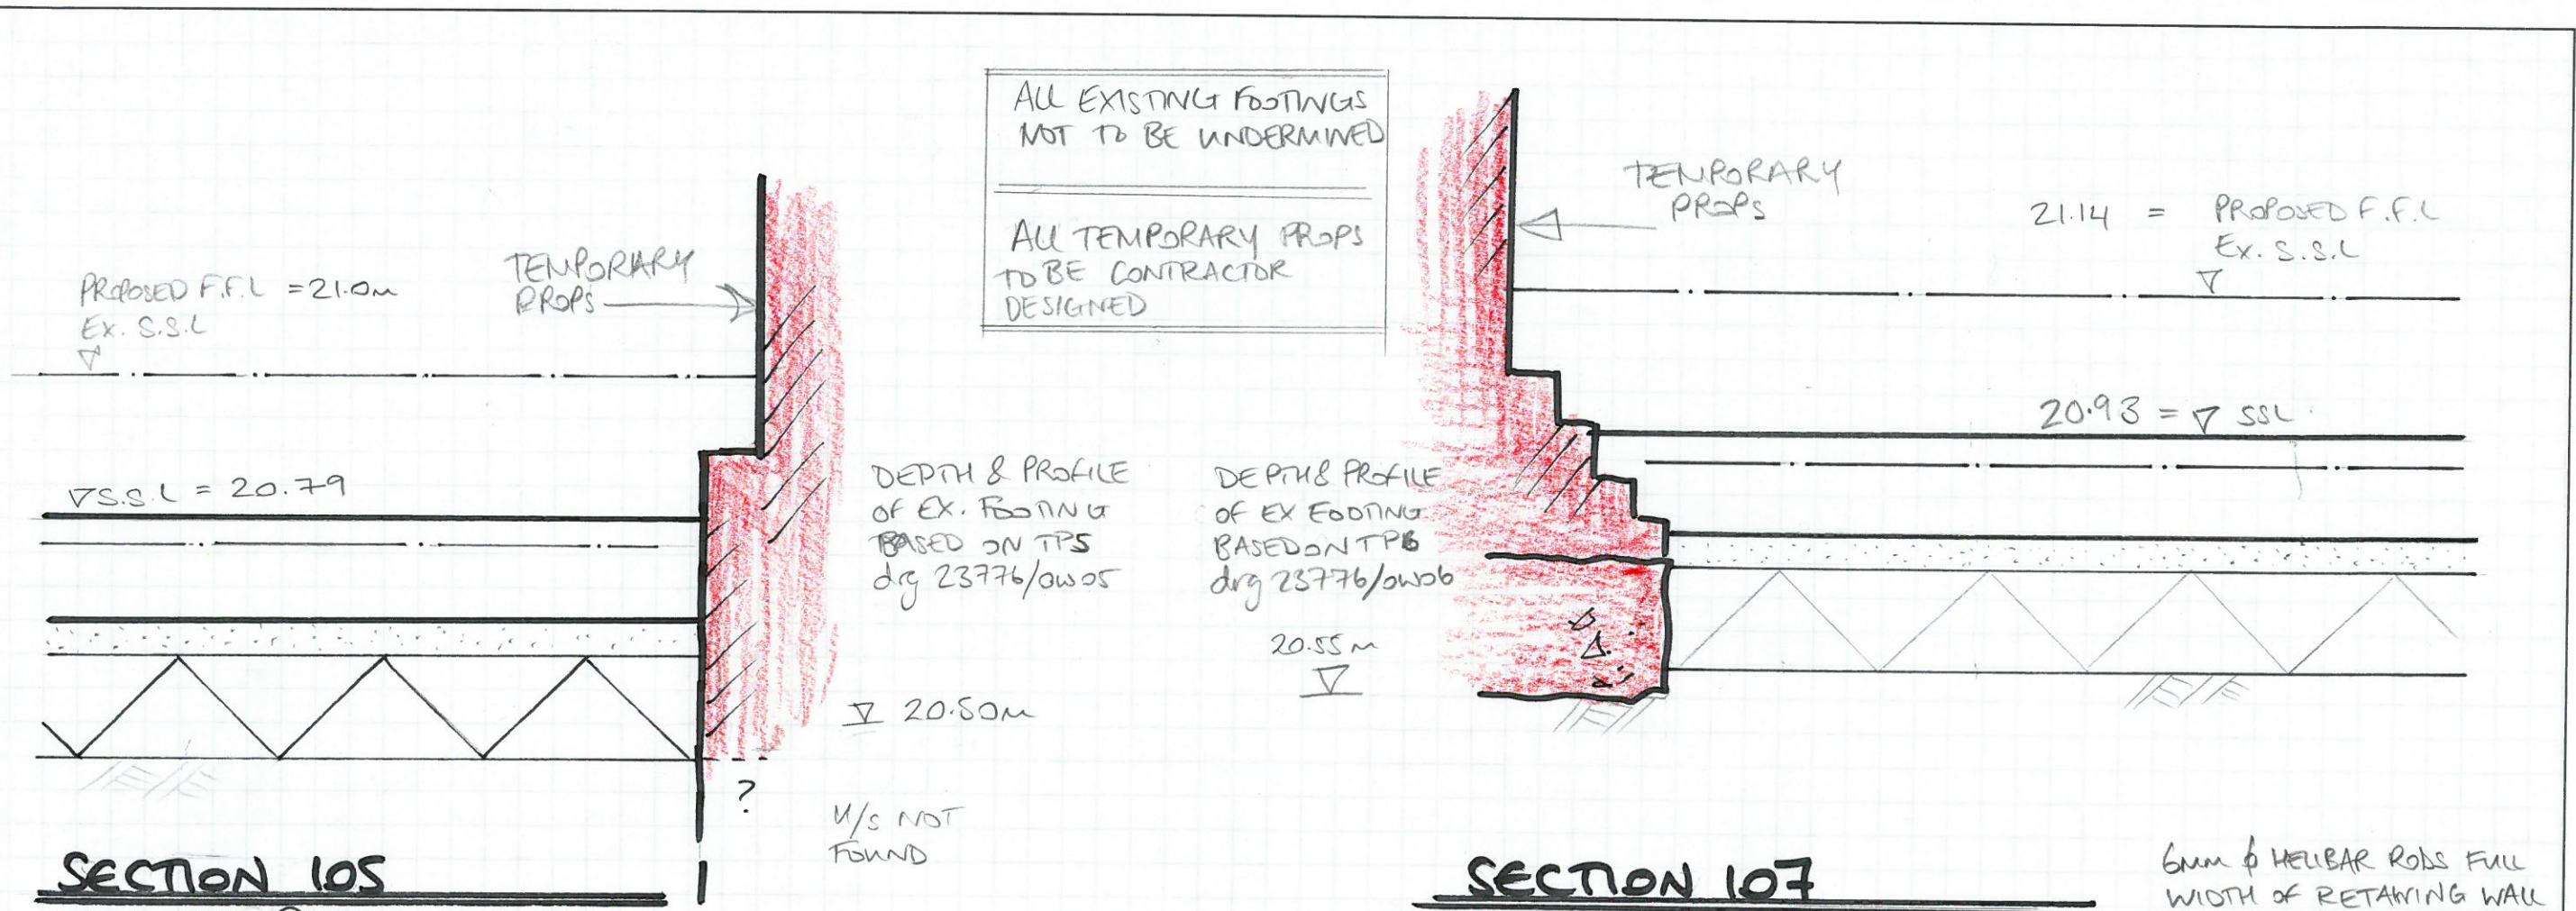 ALL EXISTING FOOTINGS
NOT TO BE UNDERMINED
ALL TEMPORARY PROPS
TO BE CONTRACTOR
DESIGNED
PROPOSED F.F.L = 21.0m
Ex. S.S.L
TEMPORARY
PROPS
S.S.L = 20.79
DEPTH & PROFILE
OF EX. FOOTING
BASED ON TP5
drg 23776/OW05
20.50m
?
U/S NOT
FOUND
SECTION 105
TEMPORARY
PROPS
21.14 = PROPOSED F.F.L
Ex. S.S.L
20.93 = SSL
DEPTH & PROFILE
OF EX FOOTING
BASED ON TP6
drg 23776/OW06
20.55m
SECTION 107
6mm ϕ HELIBAR RODS FULL
WIDTH OF RETAINING WALL